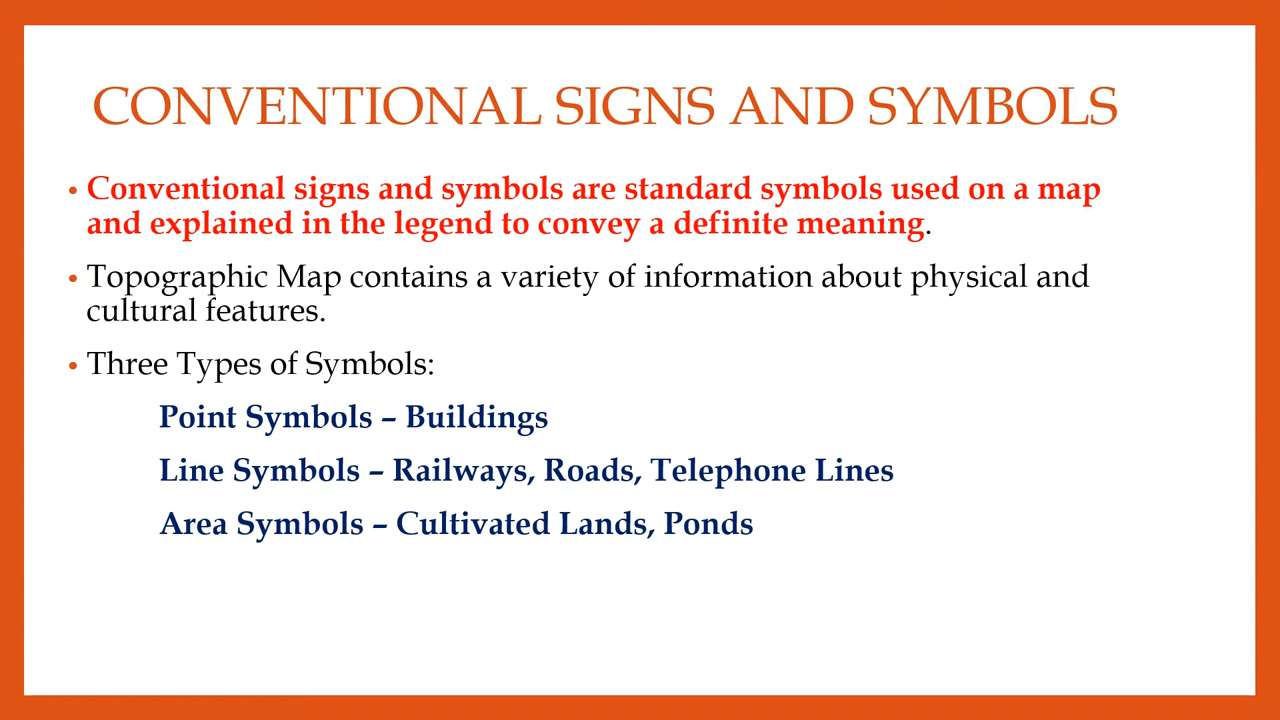 CONVENTIONAL SIGNS AND SYMBOLS
• Conventional signs and symbols are standard symbols used on a map
and explained in the legend to convey a definite meaning.
• Topographic Map contains a variety of information about physical and
cultural features.
• Three Types of Symbols:
Point Symbols – Buildings
Line Symbols – Railways, Roads, Telephone Lines
Area Symbols – Cultivated Lands, Ponds